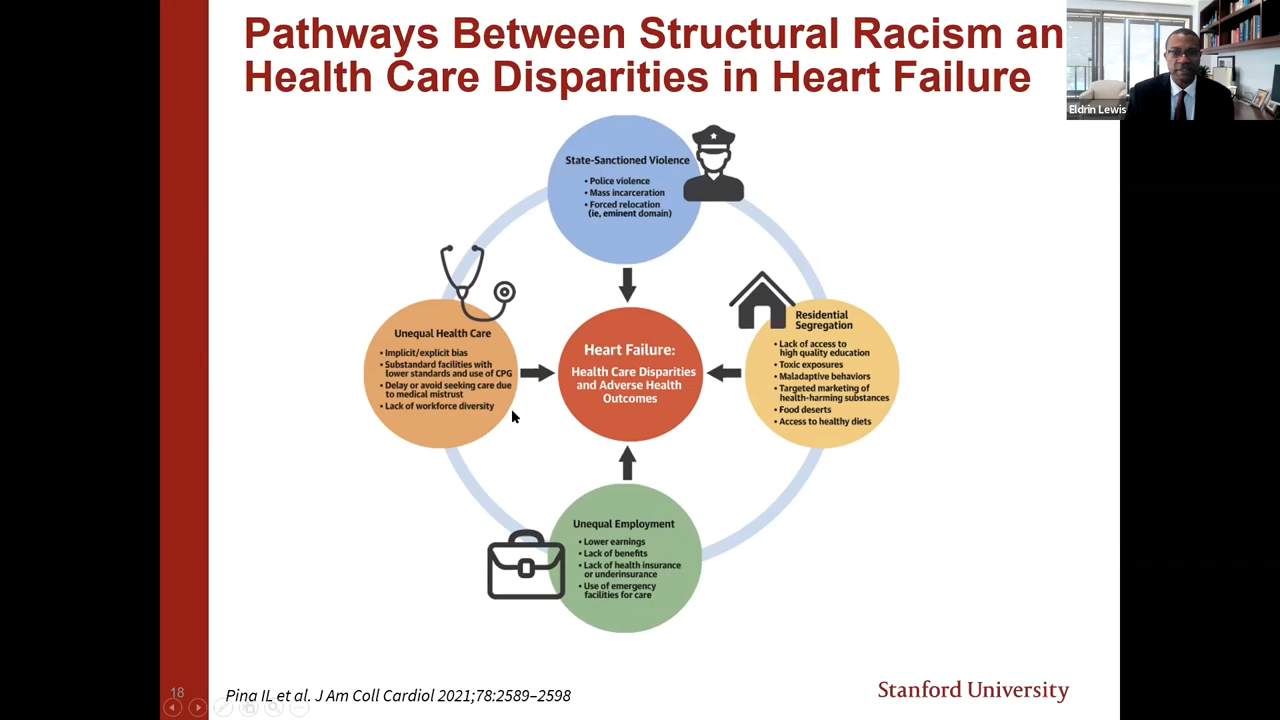 Pathways Between Structural Racism an
Health Care Disparities in Heart Failure
Eldrin Lewis
State-Sanctioned Violence
• Police violence
• Mass incarceration
• Forced relocation
(ie, eminent domain)
Unequal Health Care
• Implicit/explicit bias
• Substandard facilities with
lower standards and use of CPG
• Delay or avoid seeking care due
to medical mistrust
• Lack of workforce diversity
Heart Failure:
Health Care Disparities
and Adverse Health
Outcomes
Residential
Segregation
• Lack of access to
high quality education
• Toxic exposures
• Maladaptive behaviors
• Targeted marketing of
health-harming substances
• Food deserts
• Access to healthy diets
Unequal Employment
• Lower earnings
• Lack of benefits
• Lack of health insurance
or underinsurance
• Use of emergency
facilities for care
18
Pina IL et al. J Am Coll Cardiol 2021;78:2589–2598
Stanford University